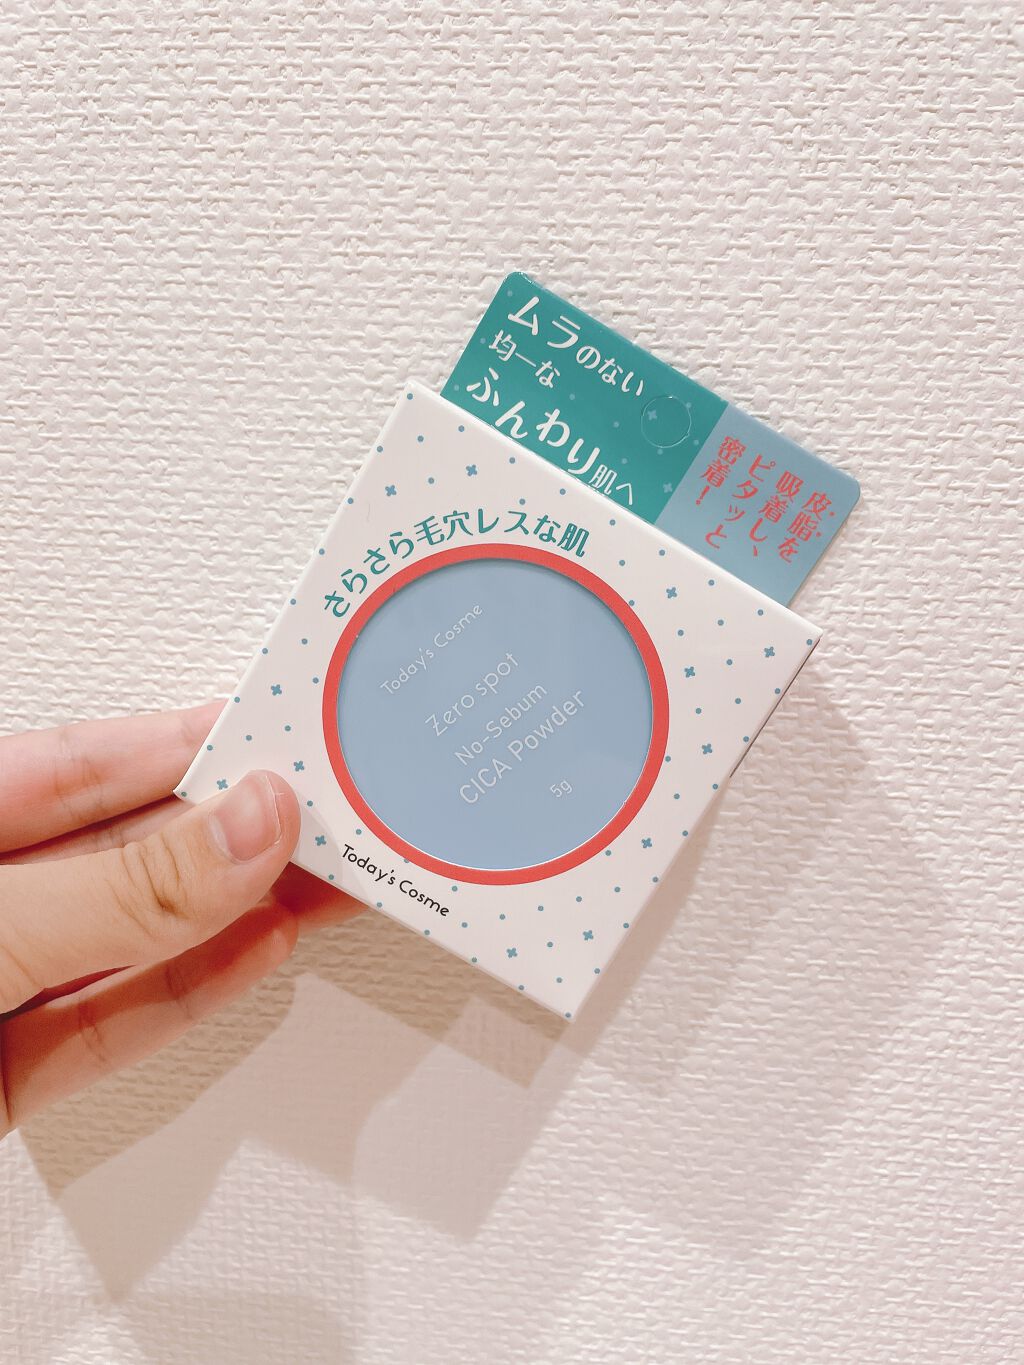 ムラのない
均一な
ふんわり肌へ
皮脂を
吸着し、
ピタッと
密着！
さらさら毛穴レスな肌
Today's Cosme
Zero spot
No-Sebum
CICA Powder
5g
Today's Cosme